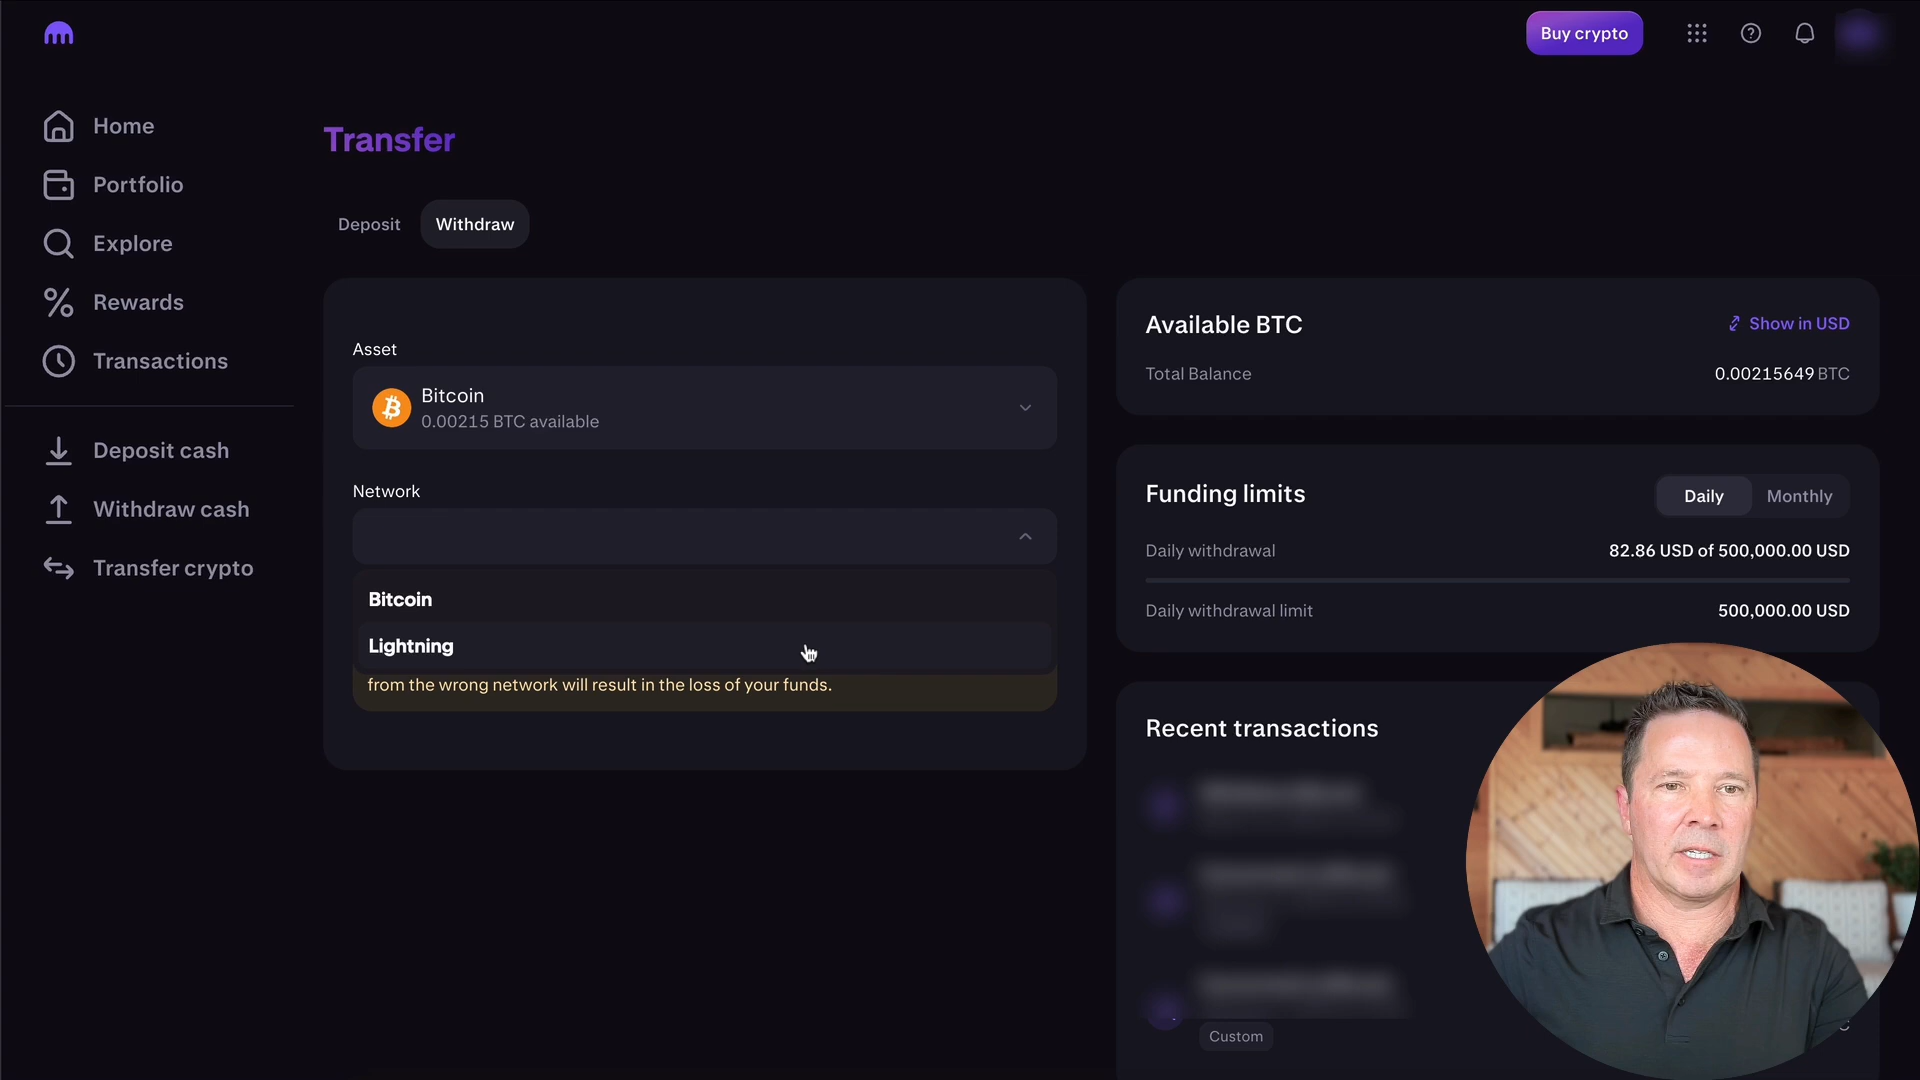 Buy crypto
Home
Portfolio
Explore
Rewards
Transactions
Deposit cash
Withdraw cash
Transfer crypto
Transfer
Deposit
Withdraw
Asset
Bitcoin
0.00215 BTC available
Network
Bitcoin
Lightning
from the wrong network will result in the loss of your funds.
Available BTC
Show in USD
Total Balance
0.00215649 BTC
Funding limits
Daily
Monthly
Daily withdrawal
82.86 USD of 500,000.00 USD
Daily withdrawal limit
500,000.00 USD
Recent transactions
Custom